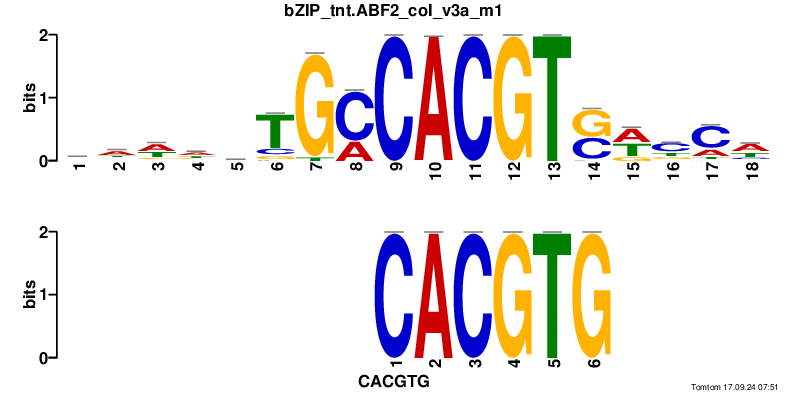 bZIP_tnt.ABF2_col_v3a_m1
2
bits
1
0
T
C
G
C
A
C
A
C
G
T
G
C
A
T
C
C
A
A
1 2 3 4 5 6 7 8 9 10 11 12 13 14 15 16 17 18
2
bits
1
0
CACGTG
1 2 3 4 5 6
CACGTG
Tomtom 17.09.24 07:51